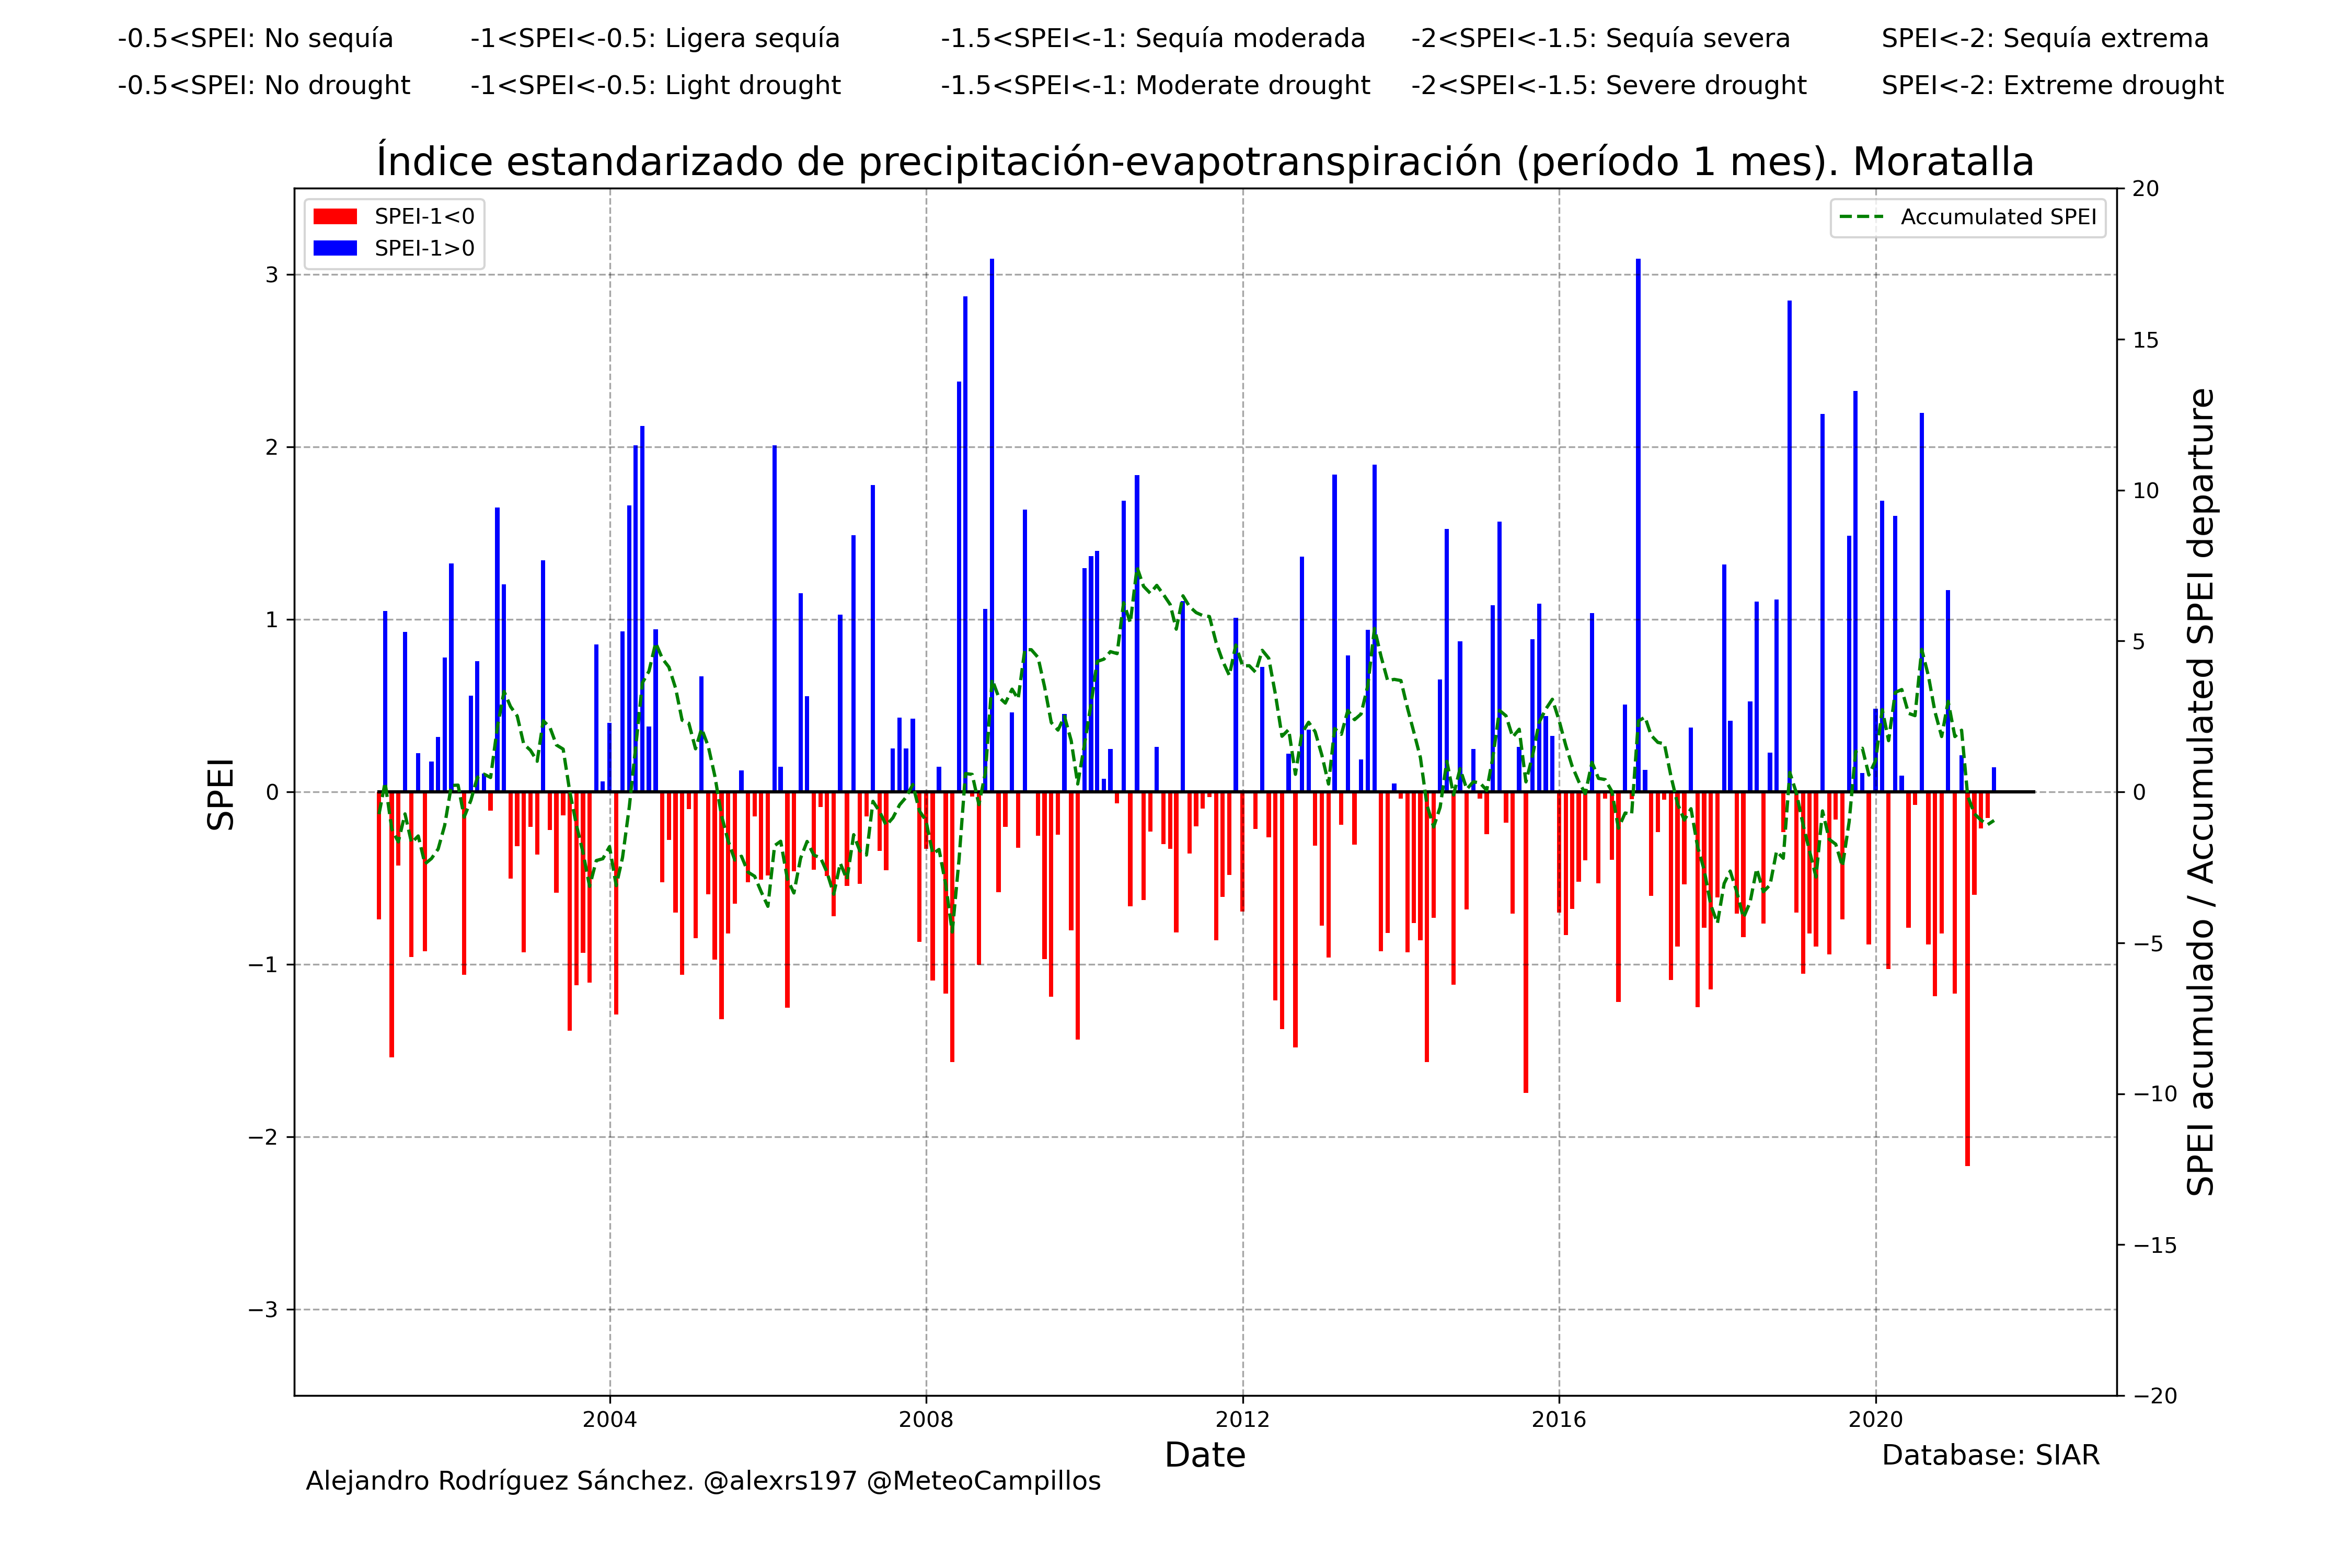 -0.5<SPEI: No sequía -1<SPEI<-0.5: Ligera sequía -1.5<SPEI<-1: Sequía moderada -2<SPEI<-1.5: Sequía severa SPEI<-2: Sequía extrema
-0.5<SPEI: No drought -1<SPEI<-0.5: Light drought -1.5<SPEI<-1: Moderate drought -2<SPEI<-1.5: Severe drought SPEI<-2: Extreme drought
Índice estandarizado de precipitación-evapotranspiración (período 1 mes). Moratalla
SPEI-1<0
SPEI-1>0
Accumulated SPEI
SPEI
3
2
1
0
−1
−2
−3
20
15
10
5
0
−5
−10
−15
−20
SPEI acumulado / Accumulated SPEI departure
2004 2008 2012 2016 2020
Date
Database: SIAR
Alejandro Rodríguez Sánchez. @alexrs197 @MeteoCampillos